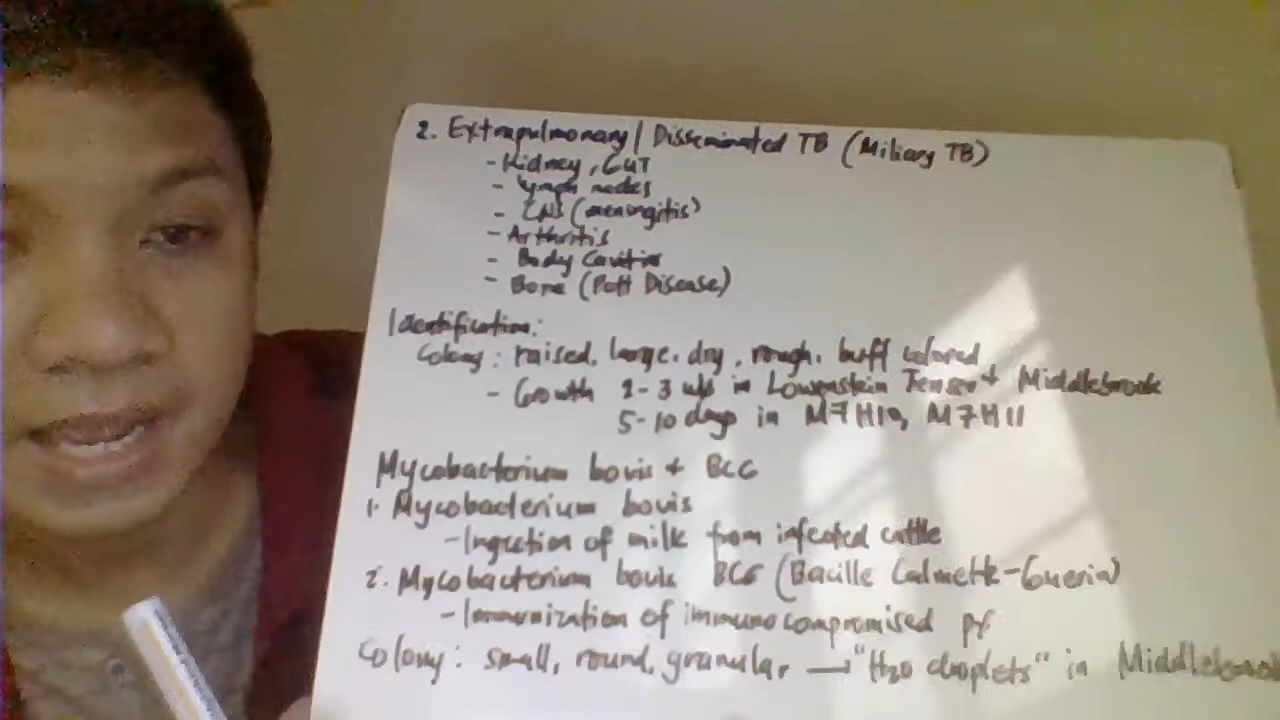 2. Extrapulmonary/ Disseminated TB (Miliary TB)
- Kidney, GUT
- Lymph nodes
- CNS (meningitis)
- Arthritis
- Body Cavities
- Bone (Pott Disease)
Identification:
Colony: raised, large, dry, rough, buff colored
- Growth 2-3 wks in Lowenstein Jensen + Middlebrook
5-10 days in M7H10, M7H11
Mycobacterium bovis + BCG
1. Mycobacterium bovis
- Ingestion of milk from infected cattle
2. Mycobacterium bovis BCG (Bacille Calmette-Guerin)
- Immunization of immunocompromised px
Colony: small, round, granular, → "H2O droplets" in Middlebrook